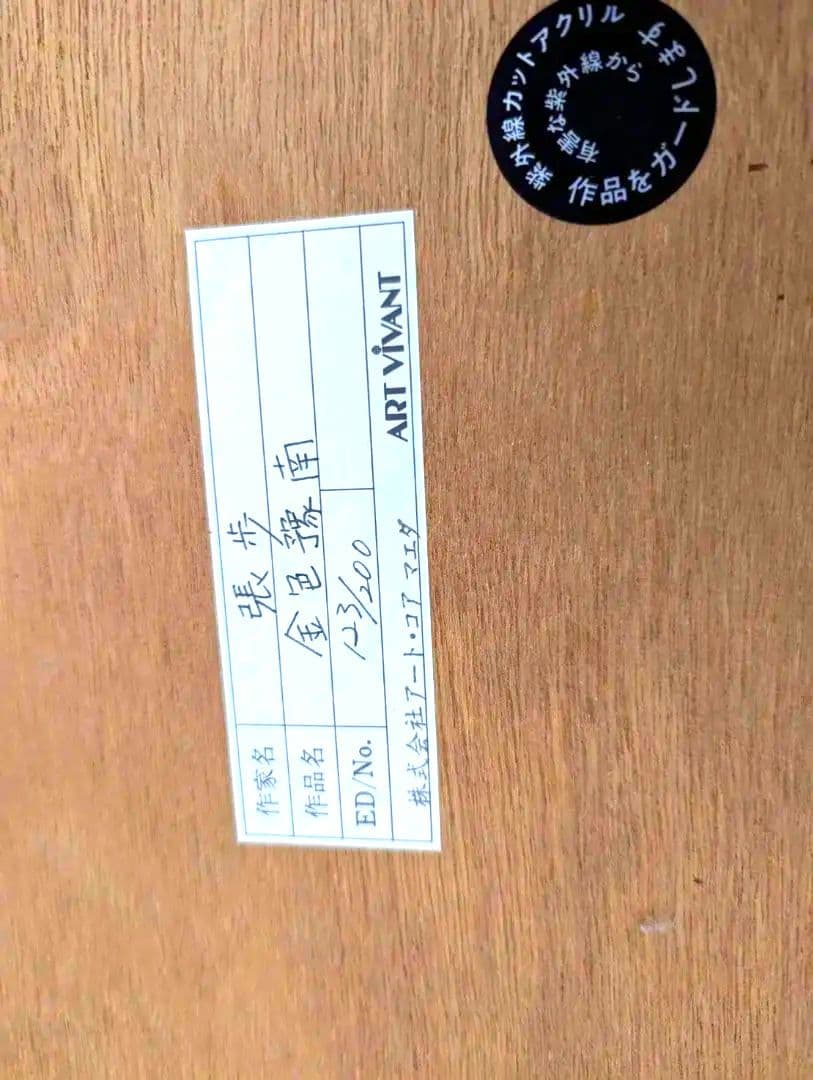 紫外線カットアクリル
有害な紫外線から
作品をガードします
作家名 張歩
作品名 金色豫南
ED/No. 123/200
株式会社アート・コア マエダ ART VIVANT